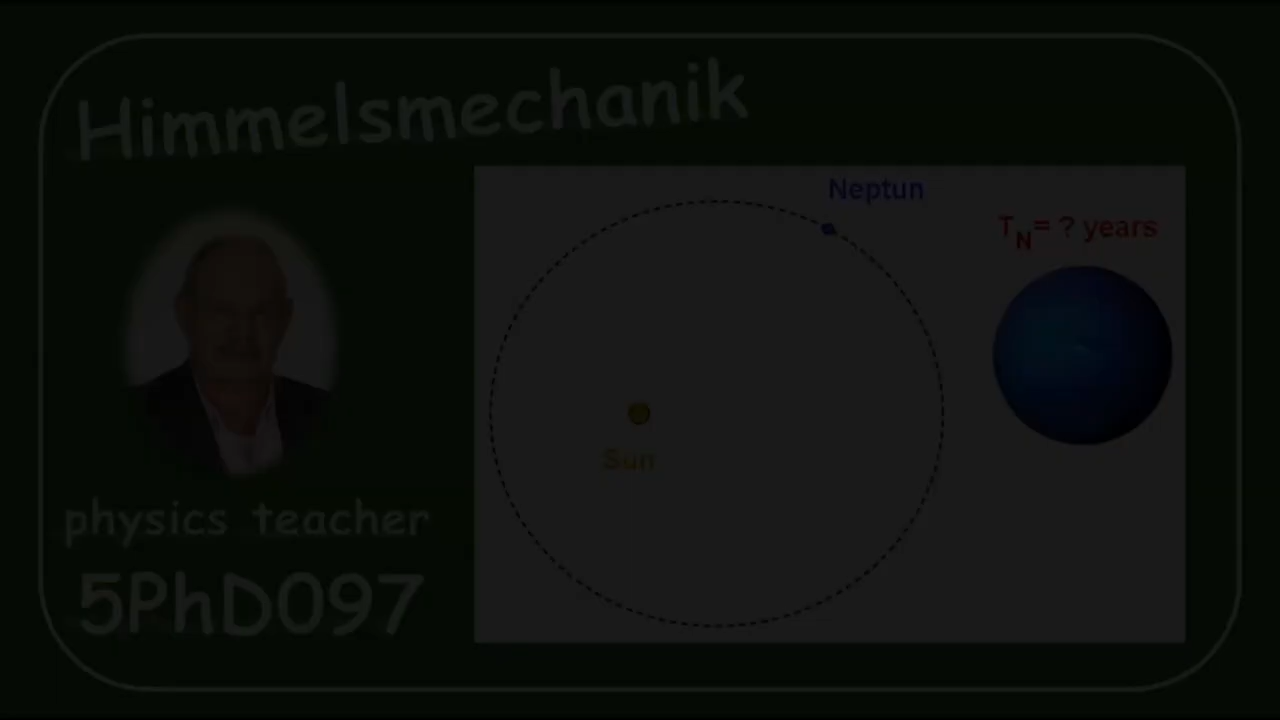 Himmelsmechanik
Neptun
T_N = ? years
Sun
physics teacher
5PhD097